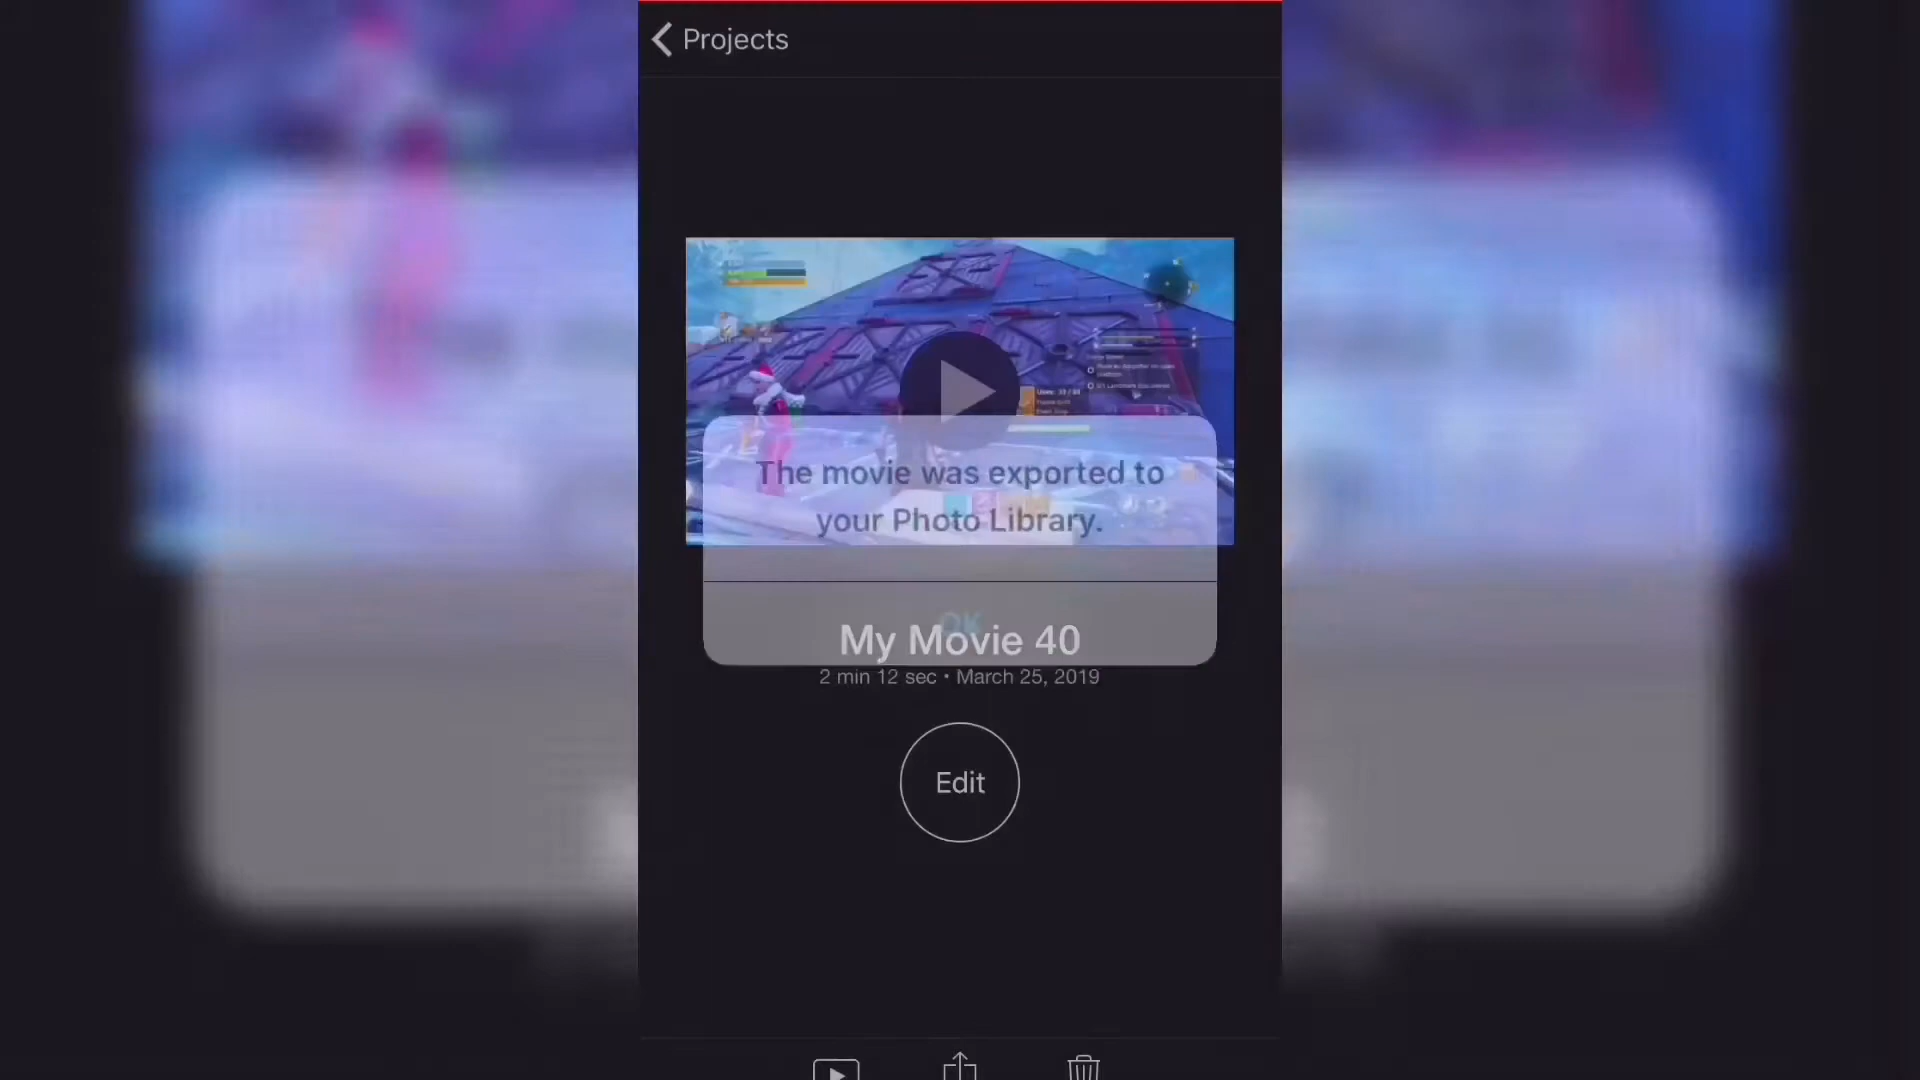 Projects
The movie was exported to
your Photo Library.
OK
My Movie 40
2 min 12 sec • March 25, 2019
Edit